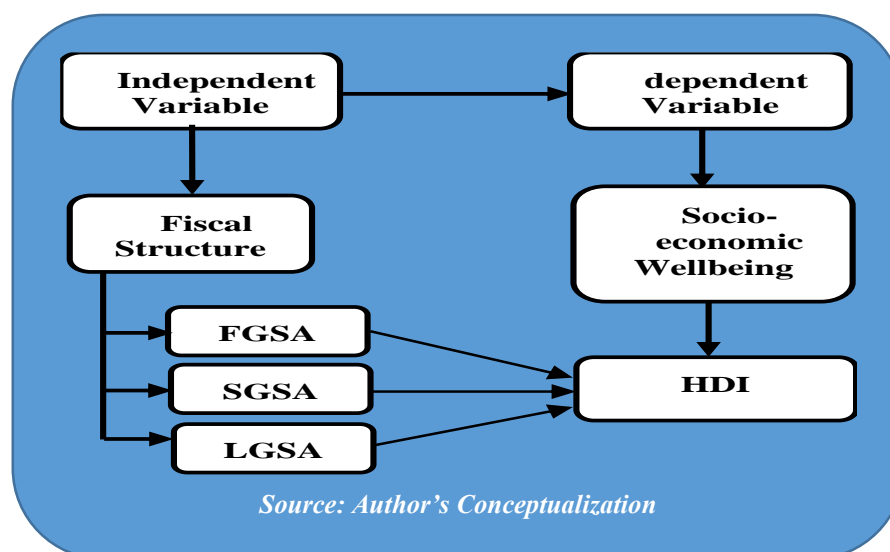 Independent
Variable
dependent
Variable
Fiscal
Structure
Socio-
economic
Wellbeing
FGSA
SGSA
LGSA
HDI
Source: Author’s Conceptualization